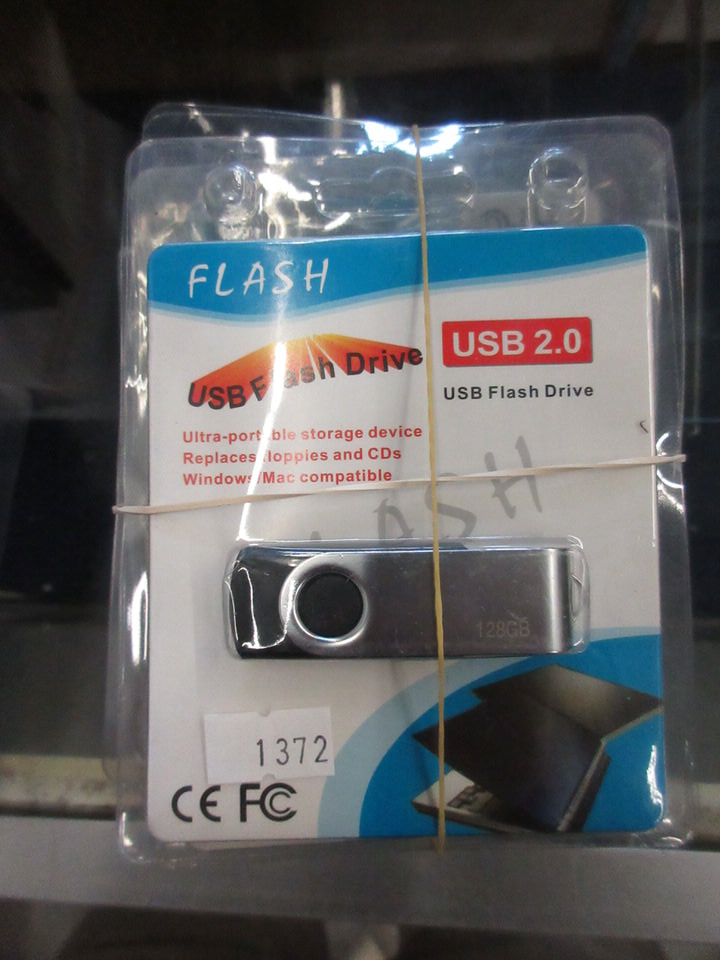 FLASH
USB Flash Drive
USB 2.0
USB Flash Drive
Ultra-portable storage device
Replaces floppies and CDs
Windows/Mac compatible
FLASH
128GB
1372
CE FC